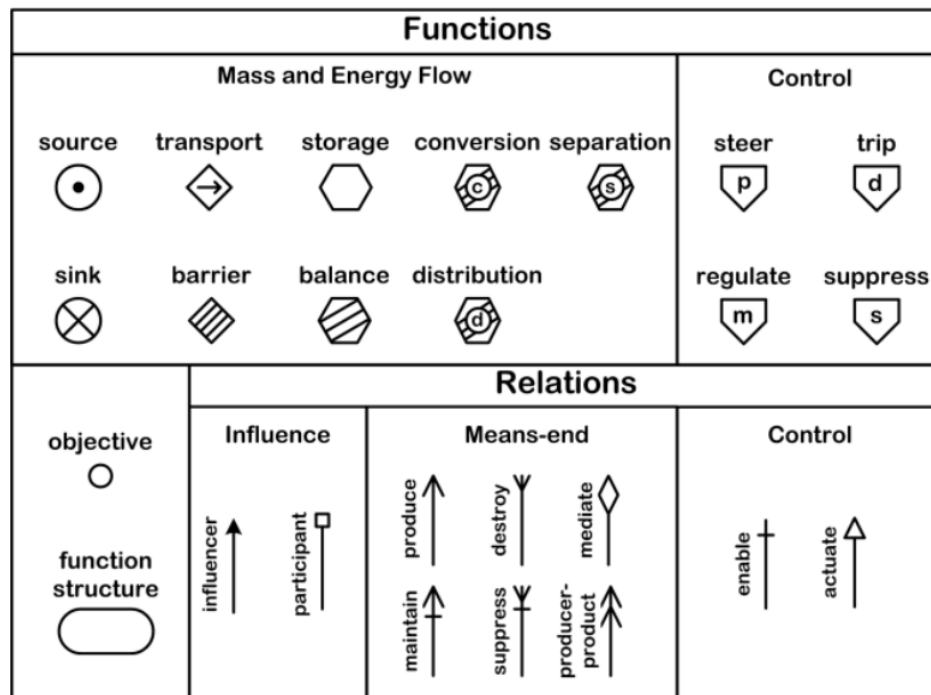 Functions
Mass and Energy Flow
Control
source transport storage conversion separation
steer trip
c s
p d
sink barrier balance distribution
regulate suppress
d
m s
Relations
objective
Influence
Means-end
Control
function
structure
influencer
participant
produce
destroy
mediate
maintain
suppress
producer-
product
enable
actuate